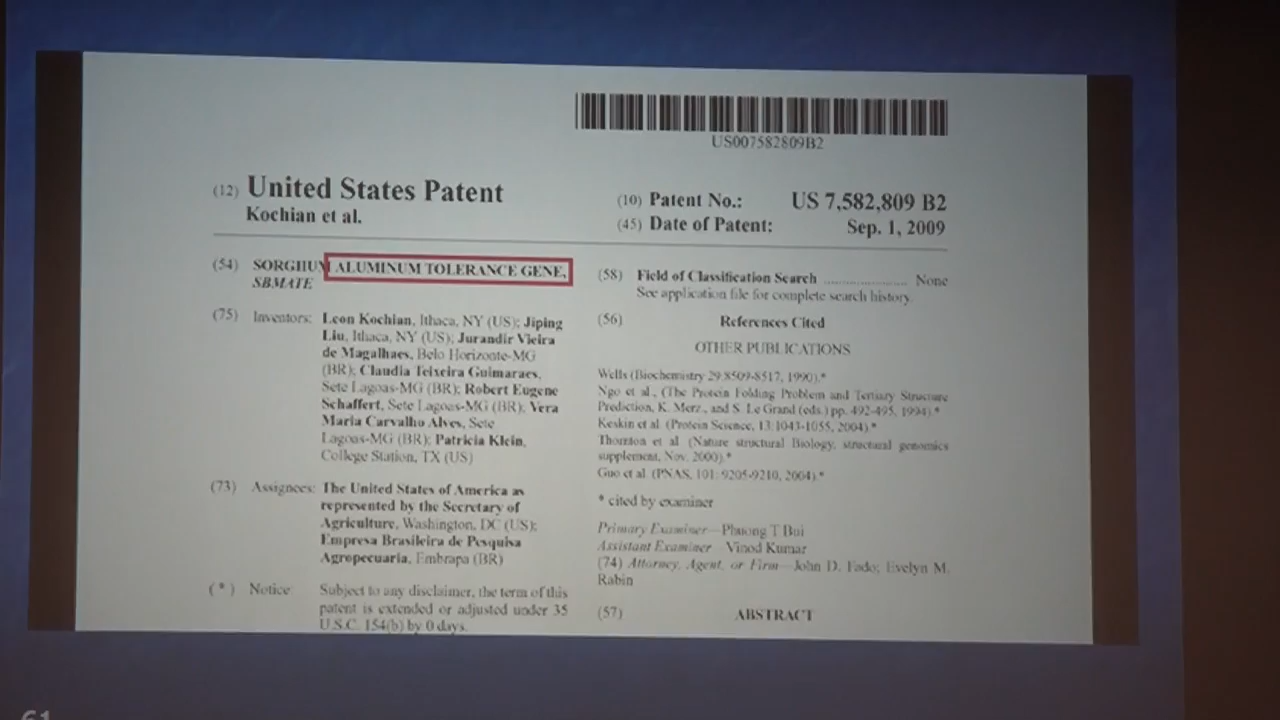 US007582809B2
(12) United States Patent
Kochian et al.
(10) Patent No.: US 7,582,809 B2
(45) Date of Patent: Sep. 1, 2009
(54) SORGHUM ALUMINUM TOLERANCE GENE,
SBMATE
(75) Inventors: Leon Kochian, Ithaca, NY (US); Jiping
Liu, Ithaca, NY (US); Jurandir Vieira
de Magalhaes, Belo Horizonte-MG
(BR); Claudia Teixeira Guimaraes,
Sete Lagoas-MG (BR); Robert Eugene
Schaffert, Sete Lagoas-MG (BR); Vera
Maria Carvalho Alves, Sete
Lagoas-MG (BR); Patricia Klein,
College Station, TX (US)
(73) Assignees: The United States of America as
represented by the Secretary of
Agriculture, Washington, DC (US);
Empresa Brasileira de Pesquisa
Agropecuaria, Embrapa (BR)
( * ) Notice: Subject to any disclaimer, the term of this
patent is extended or adjusted under 35
U.S.C. 154(b) by 0 days.
(58) Field of Classification Search .................... None
See application file for complete search history.
(56) References Cited
OTHER PUBLICATIONS
Wells (Biochemistry 29:8509-8517, 1990).*
Ngo et al., (The Protein Folding Problem and Tertiary Structure
Prediction, K. Merz., and S. Le Grand (eds.) pp. 492-495, 1994).*
Keskin et al. (Protein Science, 13:1043-1055, 2004).*
Thornton et al. (Nature structural Biology, structural genomics
supplement, Nov. 2000).*
Guo et al. (PNAS, 101: 9205-9210, 2004).*
* cited by examiner
Primary Examiner—Phuong T Bui
Assistant Examiner—Vinod Kumar
(74) Attorney, Agent, or Firm—John D. Fado; Evelyn M.
Rabin
(57) ABSTRACT
61